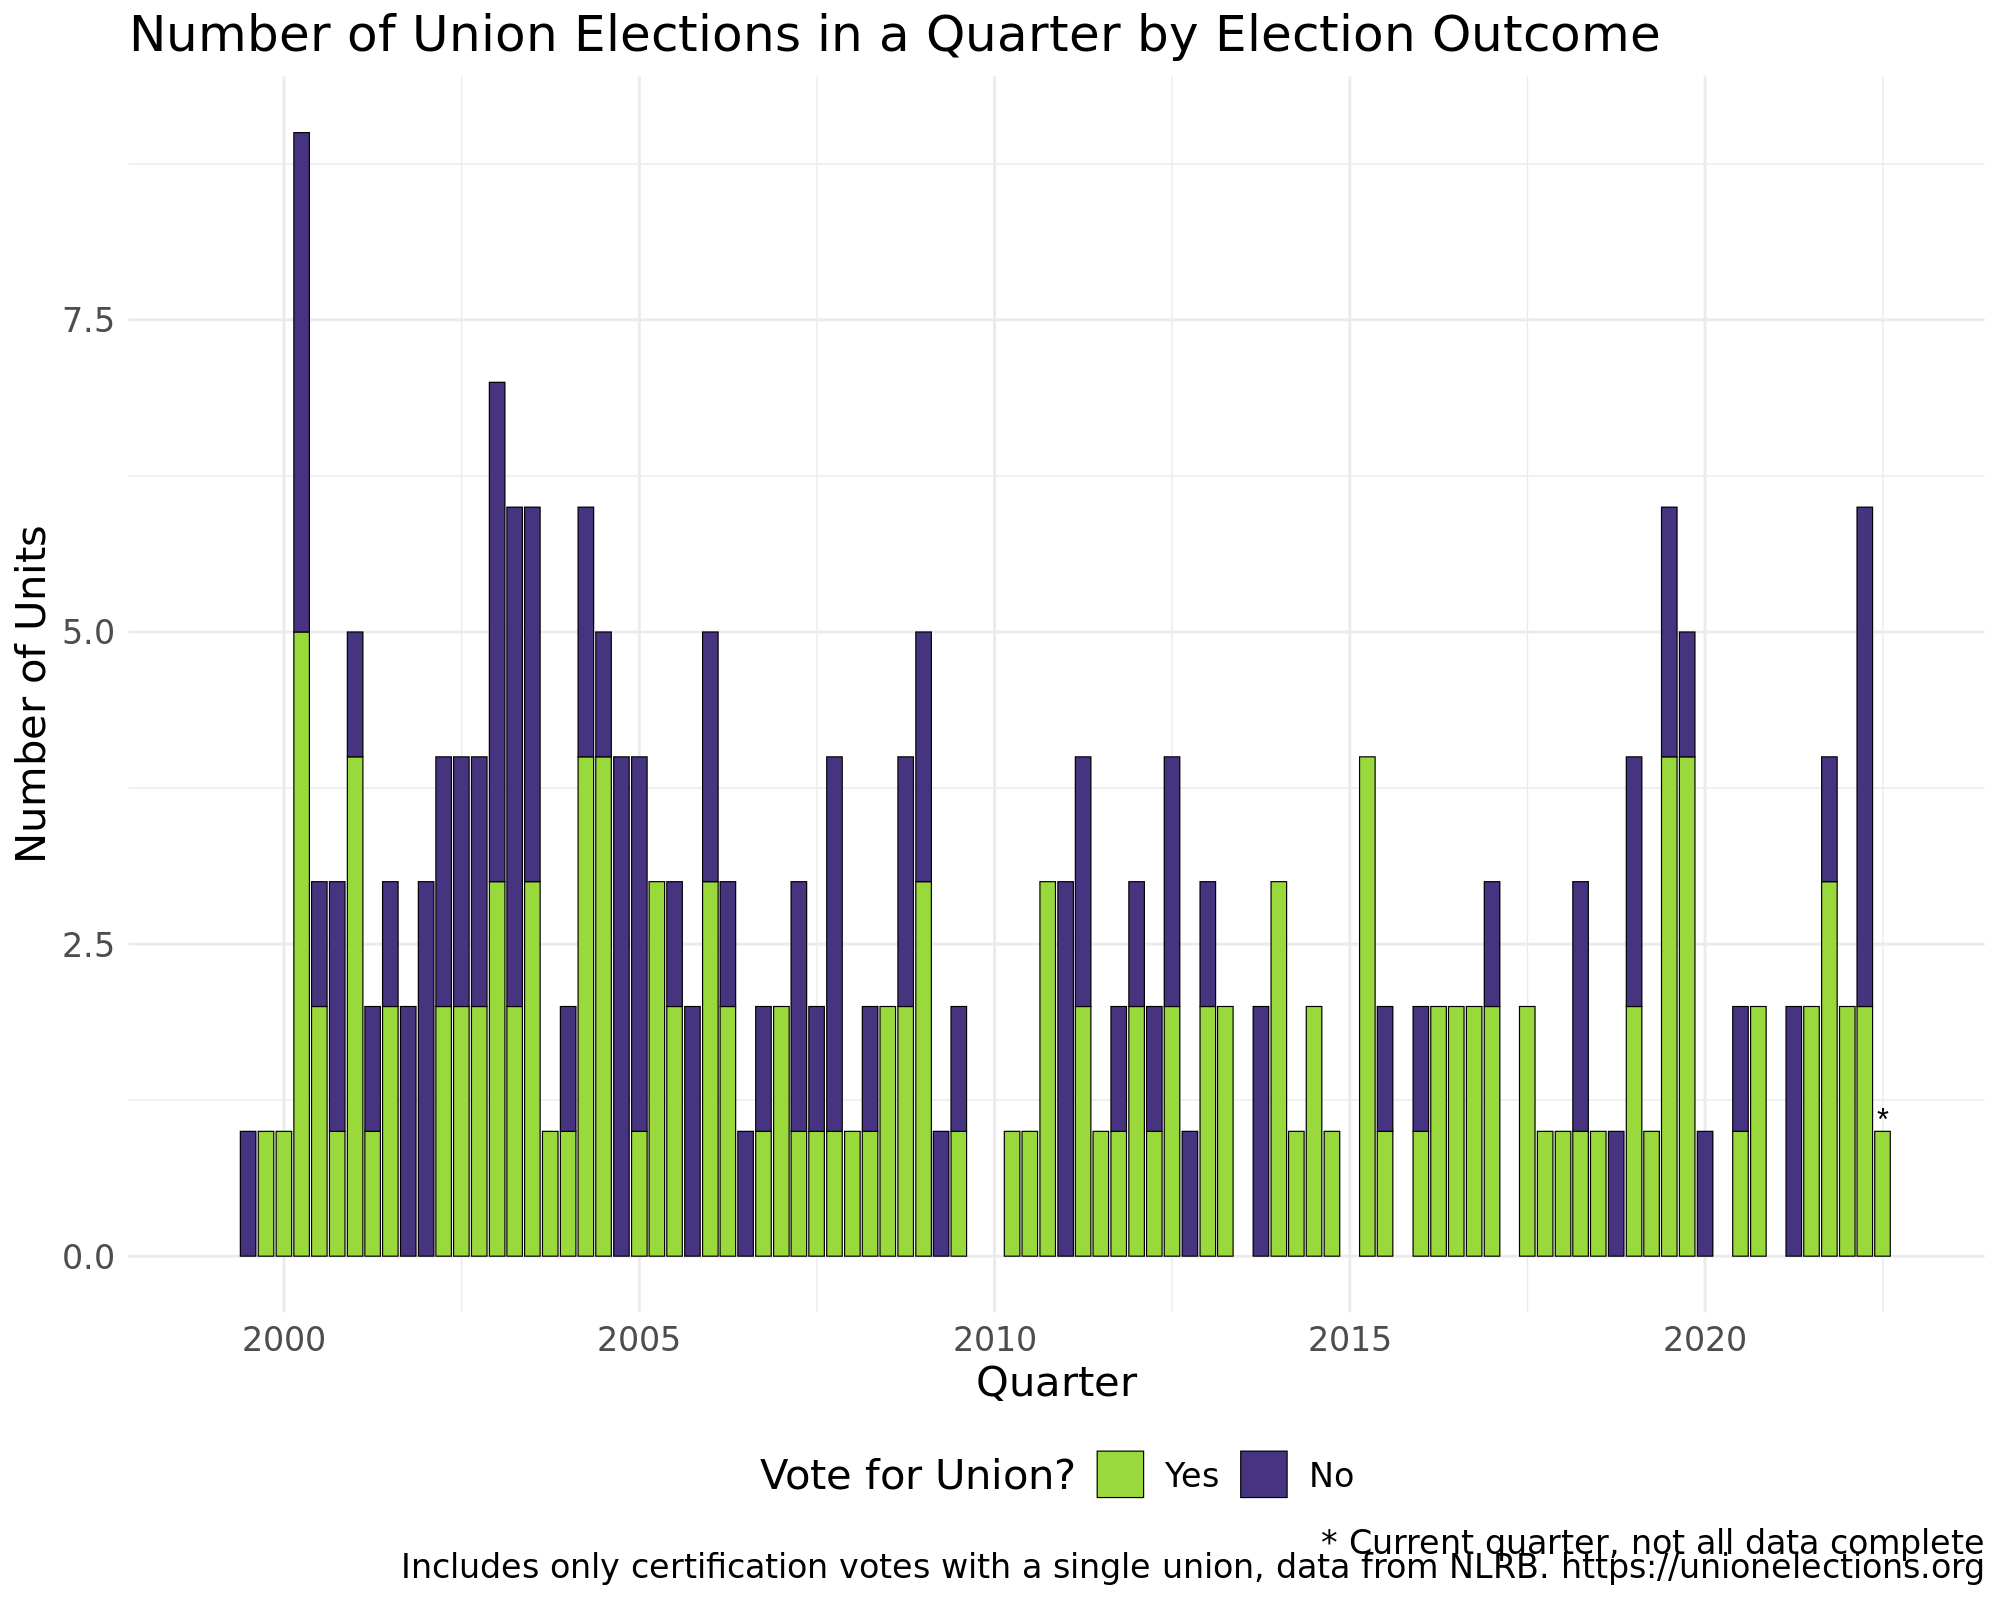 Number of Union Elections in a Quarter by Election Outcome
Number of Units
7.5
5.0
2.5
0.0
*
2000 2005 2010 2015 2020
Quarter
Vote for Union? Yes No
* Current quarter, not all data complete
Includes only certification votes with a single union, data from NLRB. https://unionelections.org